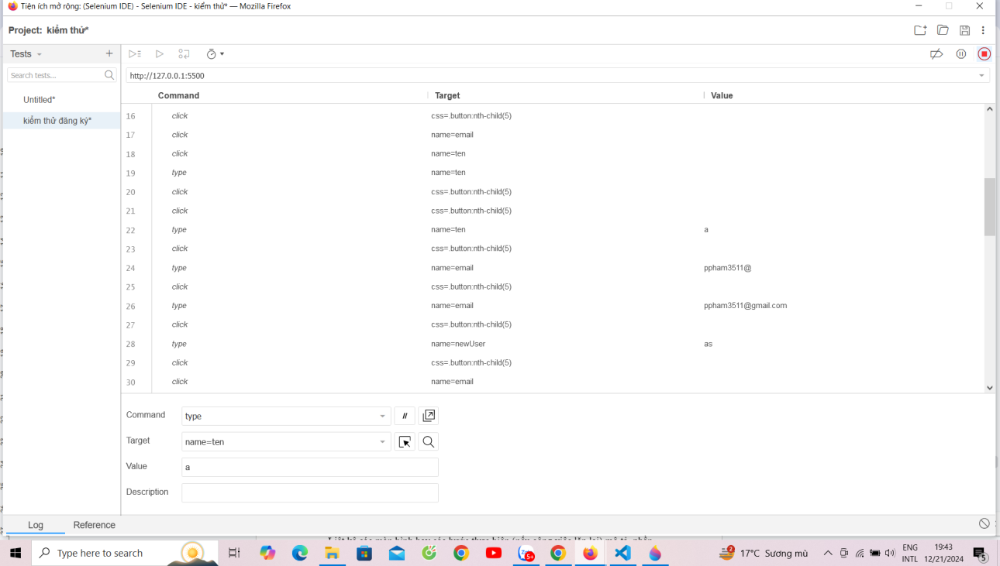 Tiện ích mở rộng: (Selenium IDE) - Selenium IDE - kiểm thử* — Mozilla Firefox
Project: kiểm thử*
Tests
Search tests...
http://127.0.0.1:5500
Untitled*
kiểm thử đăng ký*
Command Target Value
16 click css=.button:nth-child(5)
17 click name=email
18 click name=ten
19 type name=ten
20 click css=.button:nth-child(5)
21 click css=.button:nth-child(5)
22 type name=ten a
23 click css=.button:nth-child(5)
24 type name=email ppham3511@
25 click css=.button:nth-child(5)
26 type name=email ppham3511@gmail.com
27 click css=.button:nth-child(5)
28 type name=newUser as
29 click css=.button:nth-child(5)
30 click name=email
Command type //
Target name=ten
Value a
Description
Log Reference
Type here to search
5+
2
17°C Sương mù
ENG
INTL
19:43
12/21/2024
5